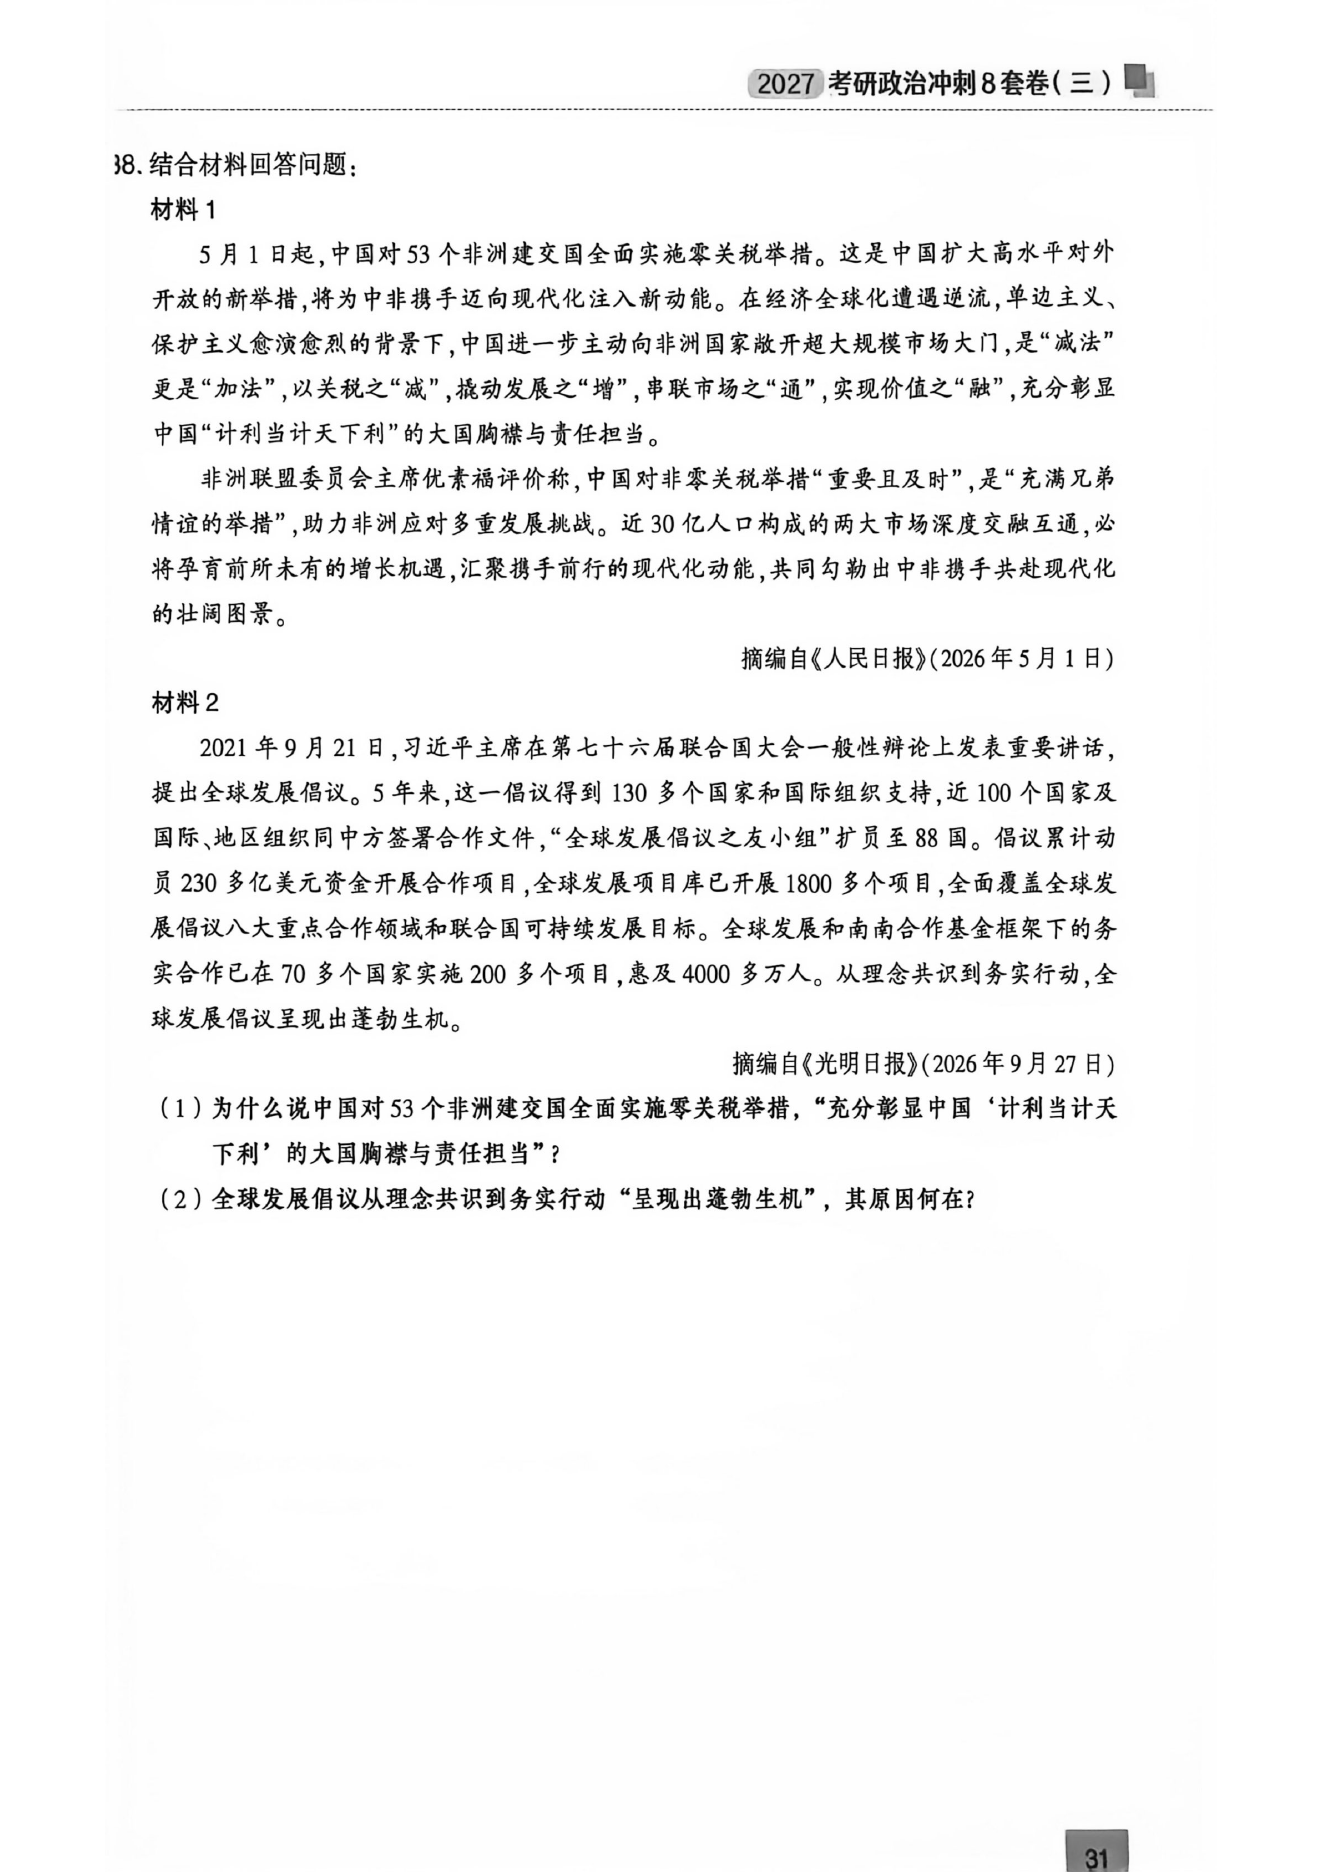 2027 考研政治冲刺8套卷(三)
38. 结合材料回答问题:
材料 1
5月1日起,中国对53个非洲建交国全面实施零关税举措。这是中国扩大高水平对外
开放的新举措,将为中非携手迈向现代化注入新动能。在经济全球化遭遇逆流,单边主义、
保护主义愈演愈烈的背景下,中国进一步主动向非洲国家敞开超大规模市场大门,是“减法”
更是“加法”,以关税之“减”,撬动发展之“增”,串联市场之“通”,实现价值之“融”,充分彰显
中国“计利当计天下利”的大国胸襟与责任担当。
非洲联盟委员会主席优素福评价称,中国对非零关税举措“重要且及时”,是“充满兄弟
情谊的举措”,助力非洲应对多重发展挑战。近30亿人口构成的两大市场深度交融互通,必
将孕育前所未有的增长机遇,汇聚携手前行的现代化动能,共同勾勒出中非携手共赴现代化
的壮阔图景。
摘编自《人民日报》(2026年5月1日)
材料 2
2021年9月21日,习近平主席在第七十六届联合国大会一般性辩论上发表重要讲话,
提出全球发展倡议。5年来,这一倡议得到130多个国家和国际组织支持,近100个国家及
国际、地区组织同中方签署合作文件,“全球发展倡议之友小组”扩员至88国。倡议累计动
员230多亿美元资金开展合作项目,全球发展项目库已开展1800多个项目,全面覆盖全球发
展倡议八大重点合作领域和联合国可持续发展目标。全球发展和南南合作基金框架下的务
实合作已在70多个国家实施200多个项目,惠及4000多万人。从理念共识到务实行动,全
球发展倡议呈现出蓬勃生机。
摘编自《光明日报》(2026年9月27日)
(1)为什么说中国对53个非洲建交国全面实施零关税举措,“充分彰显中国‘计利当计天
下利’的大国胸襟与责任担当”?
(2)全球发展倡议从理念共识到务实行动“呈现出蓬勃生机”,其原因何在?
31